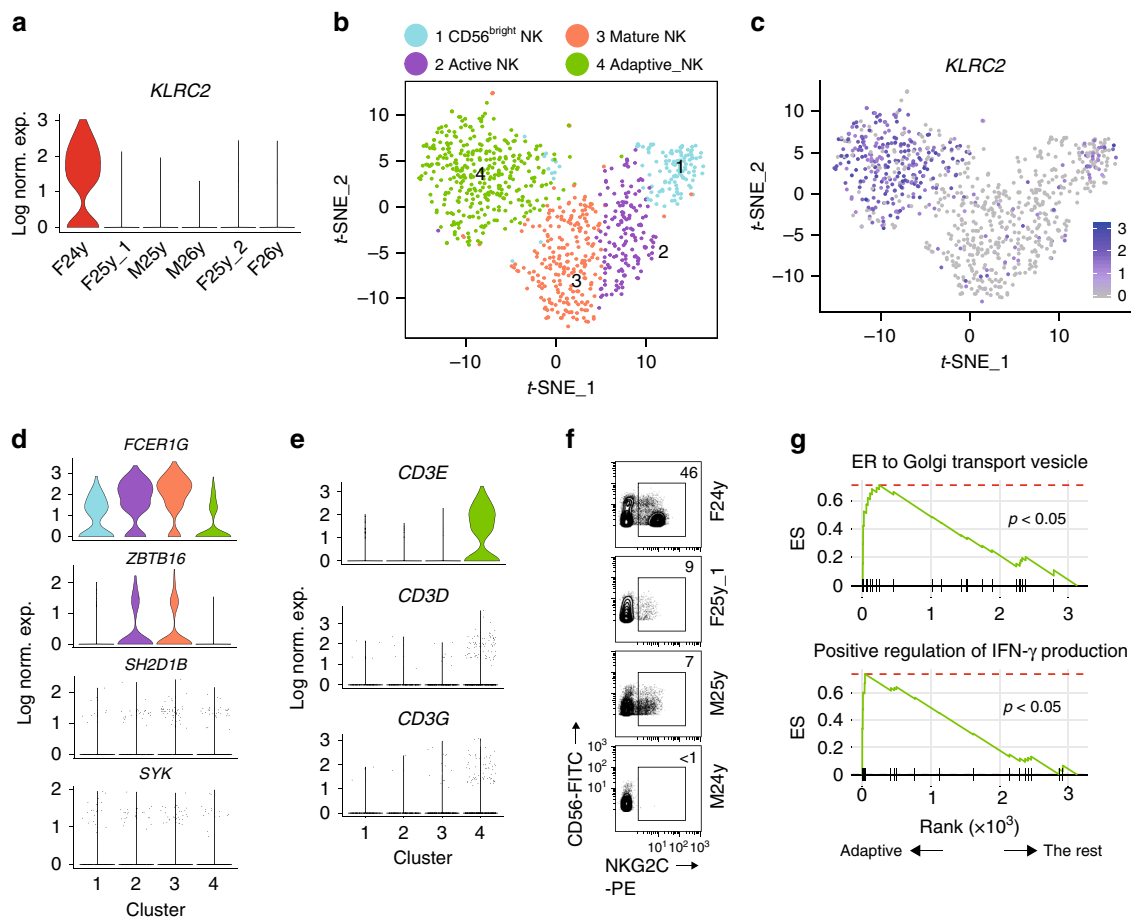 a
KLRC2
Log norm. exp.
3
2
1
0
F24y
F25y_1
M25y
M26y
F25y_2
F26y
b
1 CD56bright NK
3 Mature NK
2 Active NK
4 Adaptive_NK
t-SNE_2
10
5
0
−5
−10
4
1
2
3
−10 0 10
t-SNE_1
c
KLRC2
t-SNE_2
10
5
0
−5
−10
3
2
1
0
−10 0 10
t-SNE_1
d
Log norm. exp.
FCER1G
3
2
1
0
ZBTB16
2
1
0
SH2D1B
2
1
0
SYK
2
1
0
1 2 3 4
Cluster
e
Log norm. exp.
CD3E
3
2
1
0
CD3D
3
2
1
0
CD3G
3
2
1
0
1 2 3 4
Cluster
f
46
F24y
9
F25y_1
7
M25y
<1
M24y
10³
10²
10¹
CD56-FITC
10¹ 10² 10³
NKG2C
-PE
g
ER to Golgi transport vesicle
ES
0.6
0.4
0.2
0
p < 0.05
0 1 2 3
Positive regulation of IFN-γ production
ES
0.6
0.4
0.2
0
p < 0.05
0 1 2 3
Rank (×10³)
Adaptive The rest